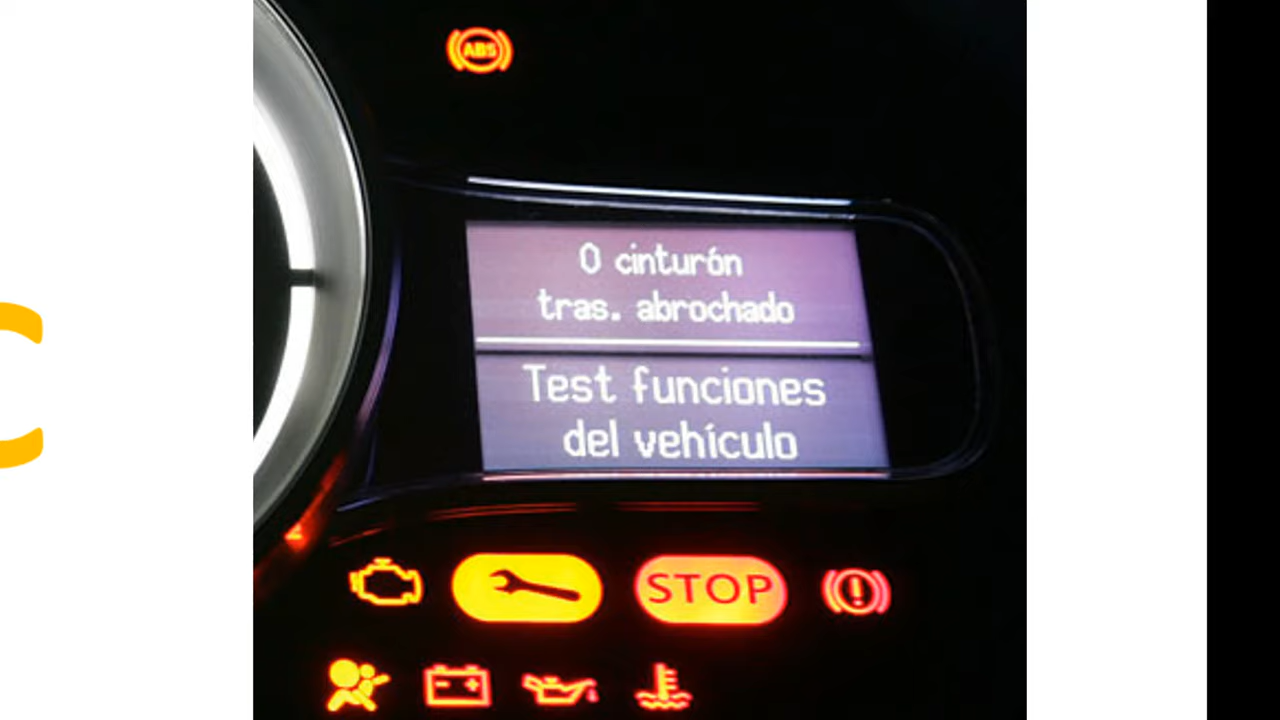 ABS
0 cinturón
tras. abrochado
Test funciones
del vehículo
STOP